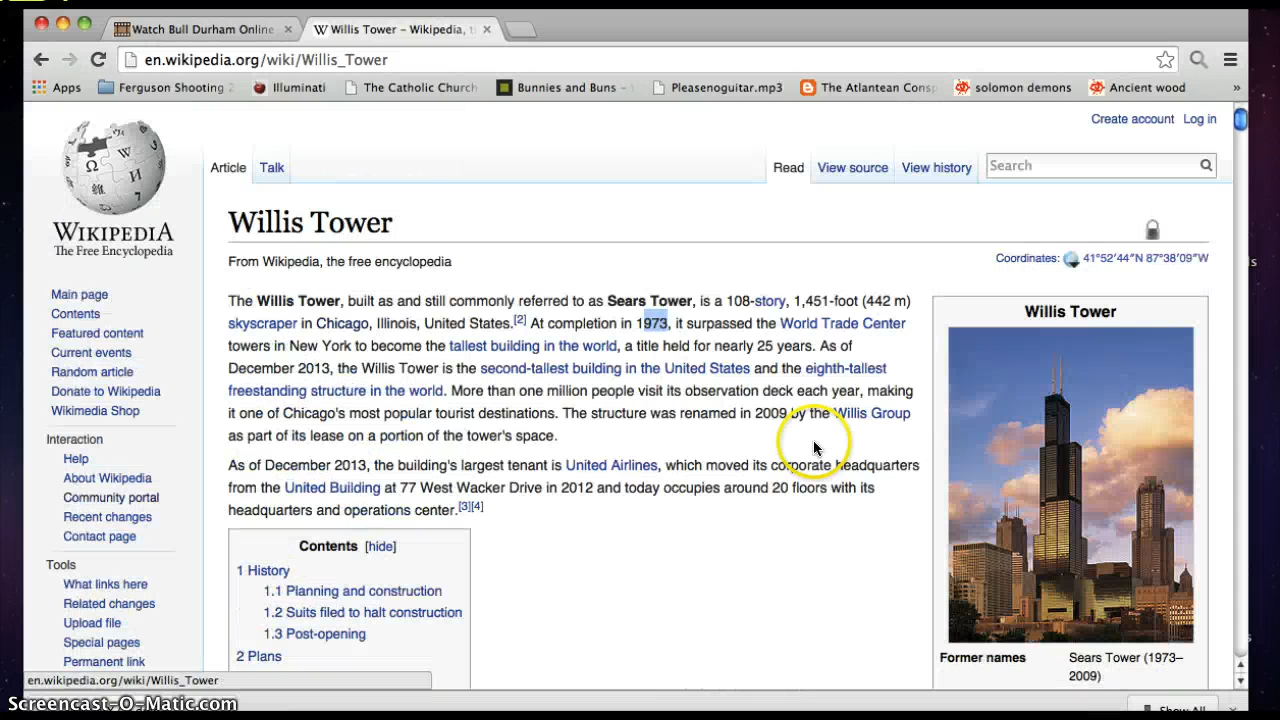 Watch Bull Durham Online
Willis Tower – Wikipedia, t
en.wikipedia.org/wiki/Willis_Tower
Apps
Ferguson Shooting
Illuminati
The Catholic Church
Bunnies and Buns -
Pleasenoguitar.mp3
The Atlantean Consp
solomon demons
Ancient wood
»
Create account Log in
Article Talk
Read View source View history Search
WIKIPEDIA
The Free Encyclopedia
Willis Tower
From Wikipedia, the free encyclopedia
Coordinates: 41°52′44″N 87°38′09″W
The Willis Tower, built as and still commonly referred to as Sears Tower, is a 108-story, 1,451-foot (442 m)
skyscraper in Chicago, Illinois, United States.[2] At completion in 1973, it surpassed the World Trade Center
towers in New York to become the tallest building in the world, a title held for nearly 25 years. As of
December 2013, the Willis Tower is the second-tallest building in the United States and the eighth-tallest
freestanding structure in the world. More than one million people visit its observation deck each year, making
it one of Chicago's most popular tourist destinations. The structure was renamed in 2009 by the Willis Group
as part of its lease on a portion of the tower's space.
As of December 2013, the building's largest tenant is United Airlines, which moved its corporate headquarters
from the United Building at 77 West Wacker Drive in 2012 and today occupies around 20 floors with its
headquarters and operations center.[3][4]
Contents [hide]
1 History
1.1 Planning and construction
1.2 Suits filed to halt construction
1.3 Post-opening
2 Plans
Willis Tower
Former names Sears Tower (1973–
2009)
Main page
Contents
Featured content
Current events
Random article
Donate to Wikipedia
Wikimedia Shop
Interaction
Help
About Wikipedia
Community portal
Recent changes
Contact page
Tools
What links here
Related changes
Upload file
Special pages
Permanent link
en.wikipedia.org/wiki/Willis_Tower
Show All
Screencast-O-Matic.com